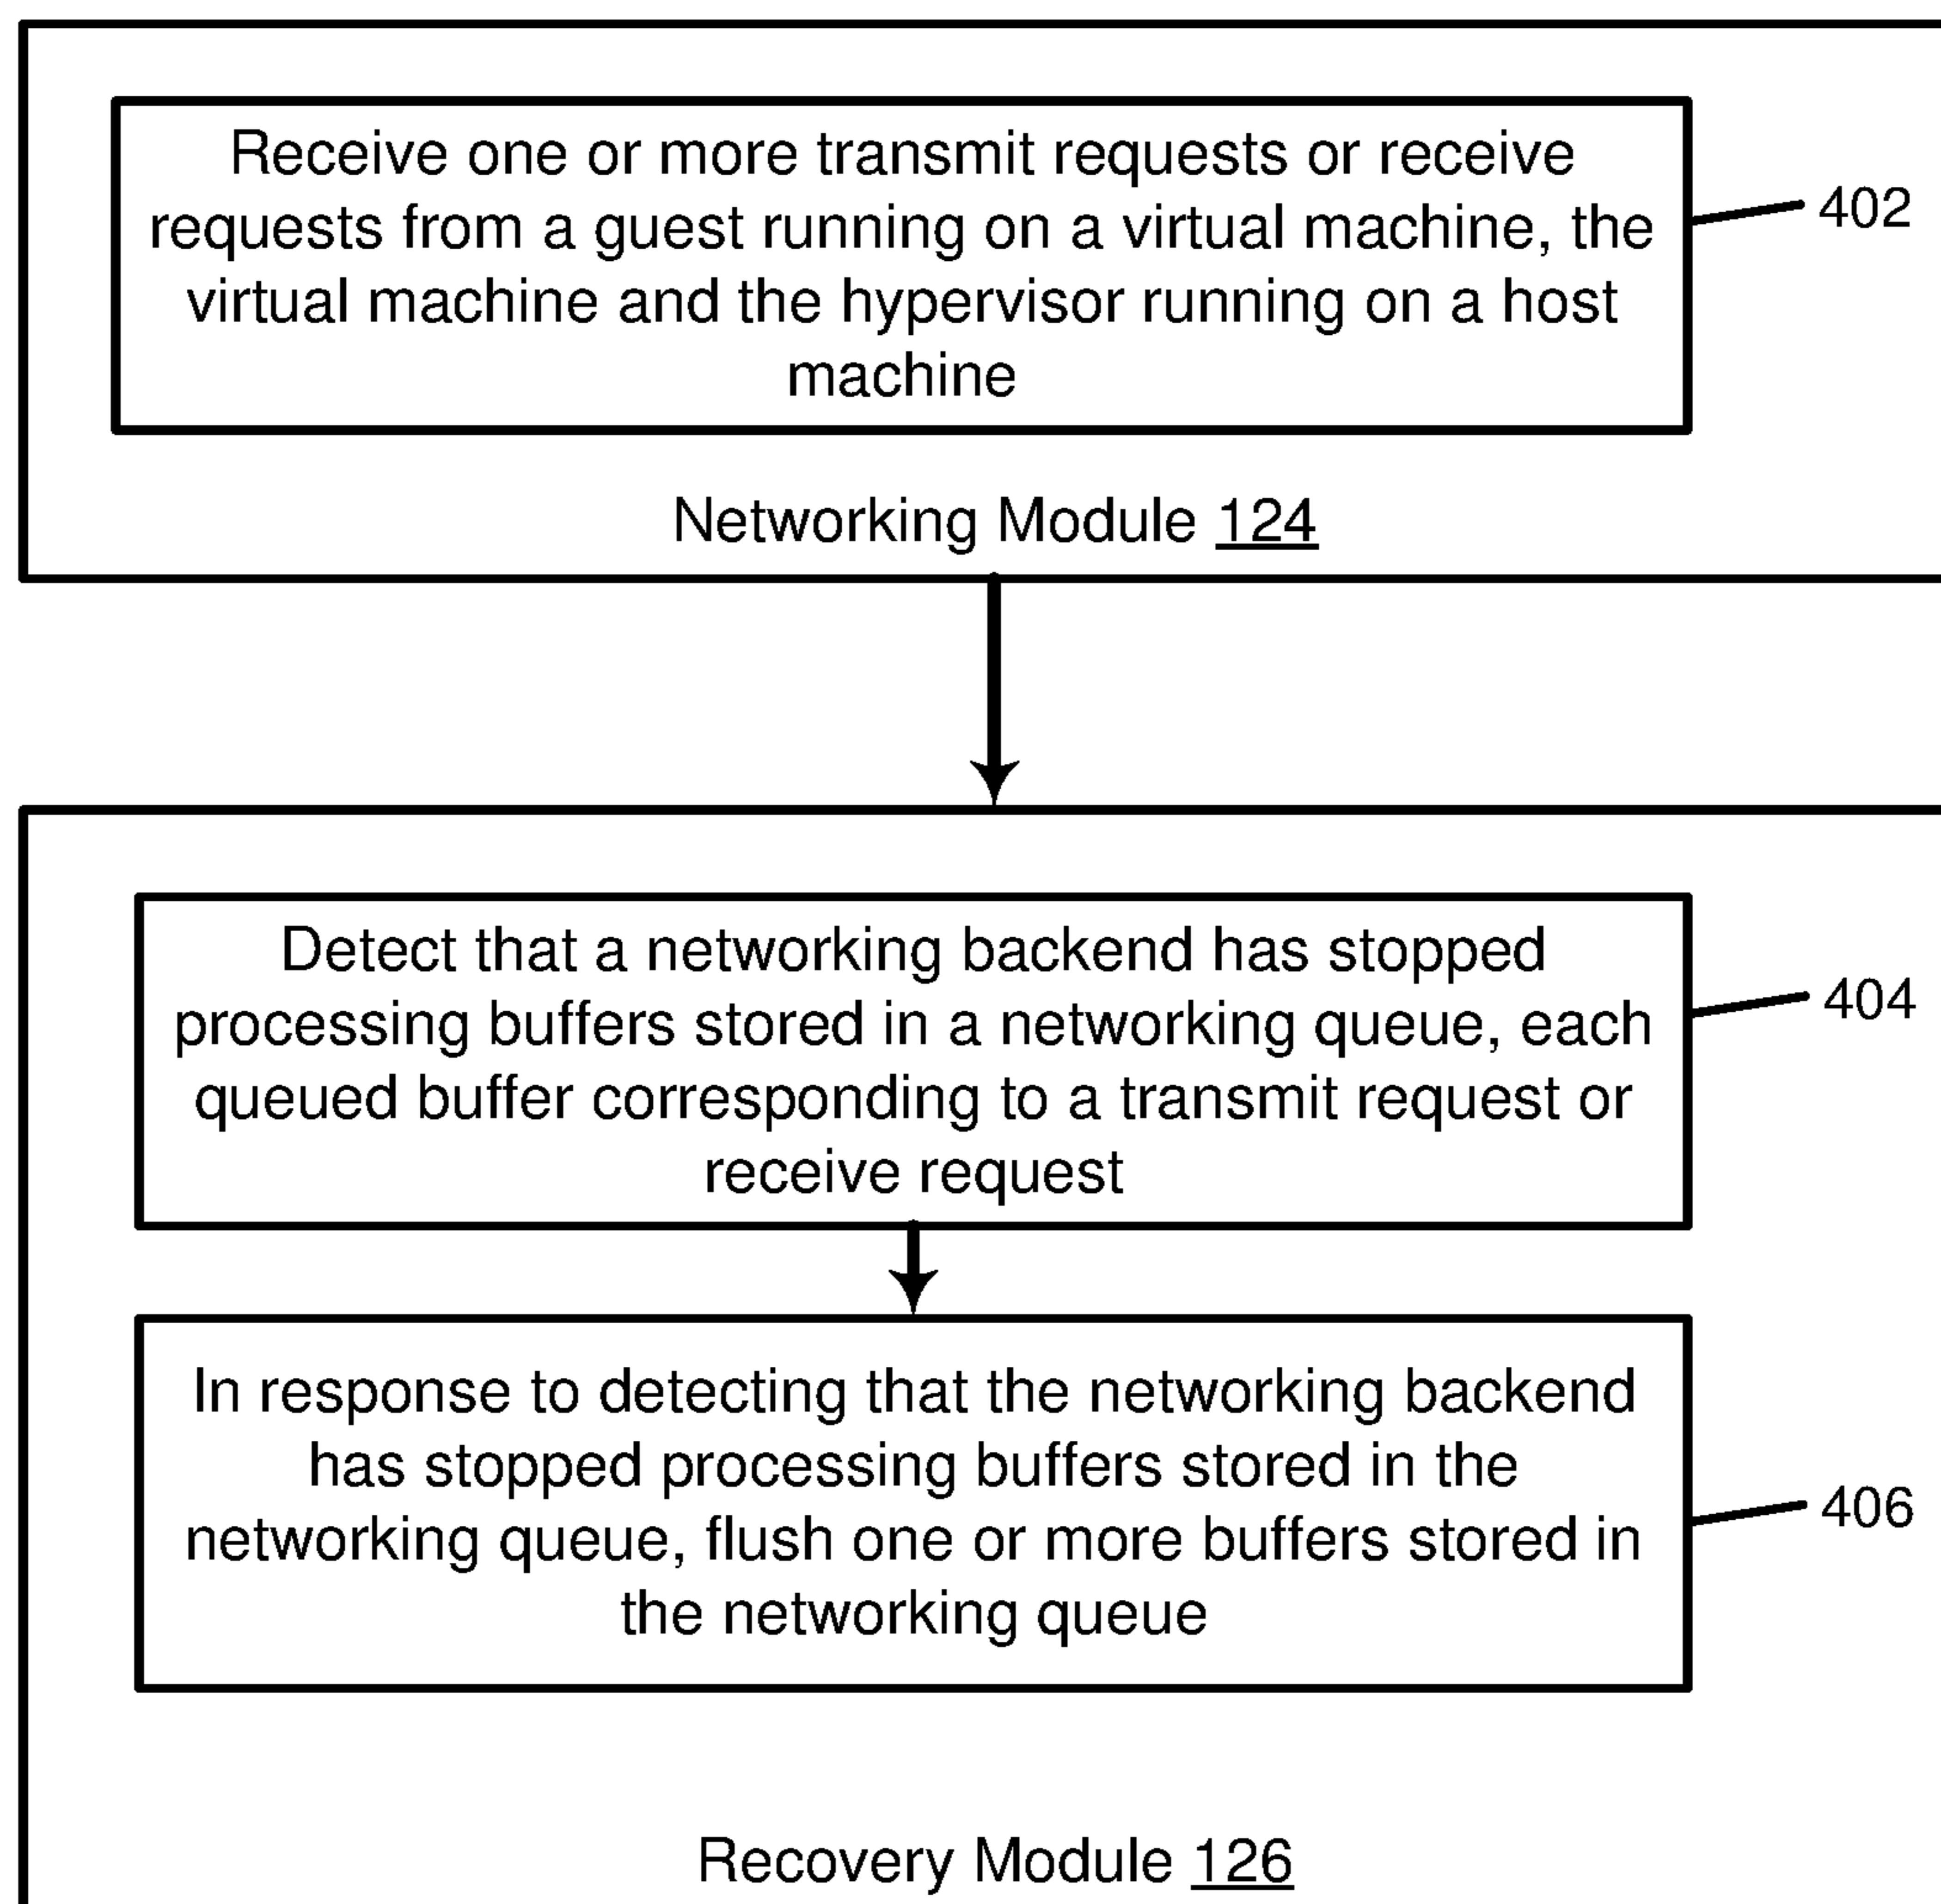 Receive one or more transmit requests or receive
requests from a guest running on a virtual machine, the
virtual machine and the hypervisor running on a host
machine
402
Networking Module 124
Detect that a networking backend has stopped
processing buffers stored in a networking queue, each
queued buffer corresponding to a transmit request or
receive request
404
In response to detecting that the networking backend
has stopped processing buffers stored in the
networking queue, flush one or more buffers stored in
the networking queue
406
Recovery Module 126